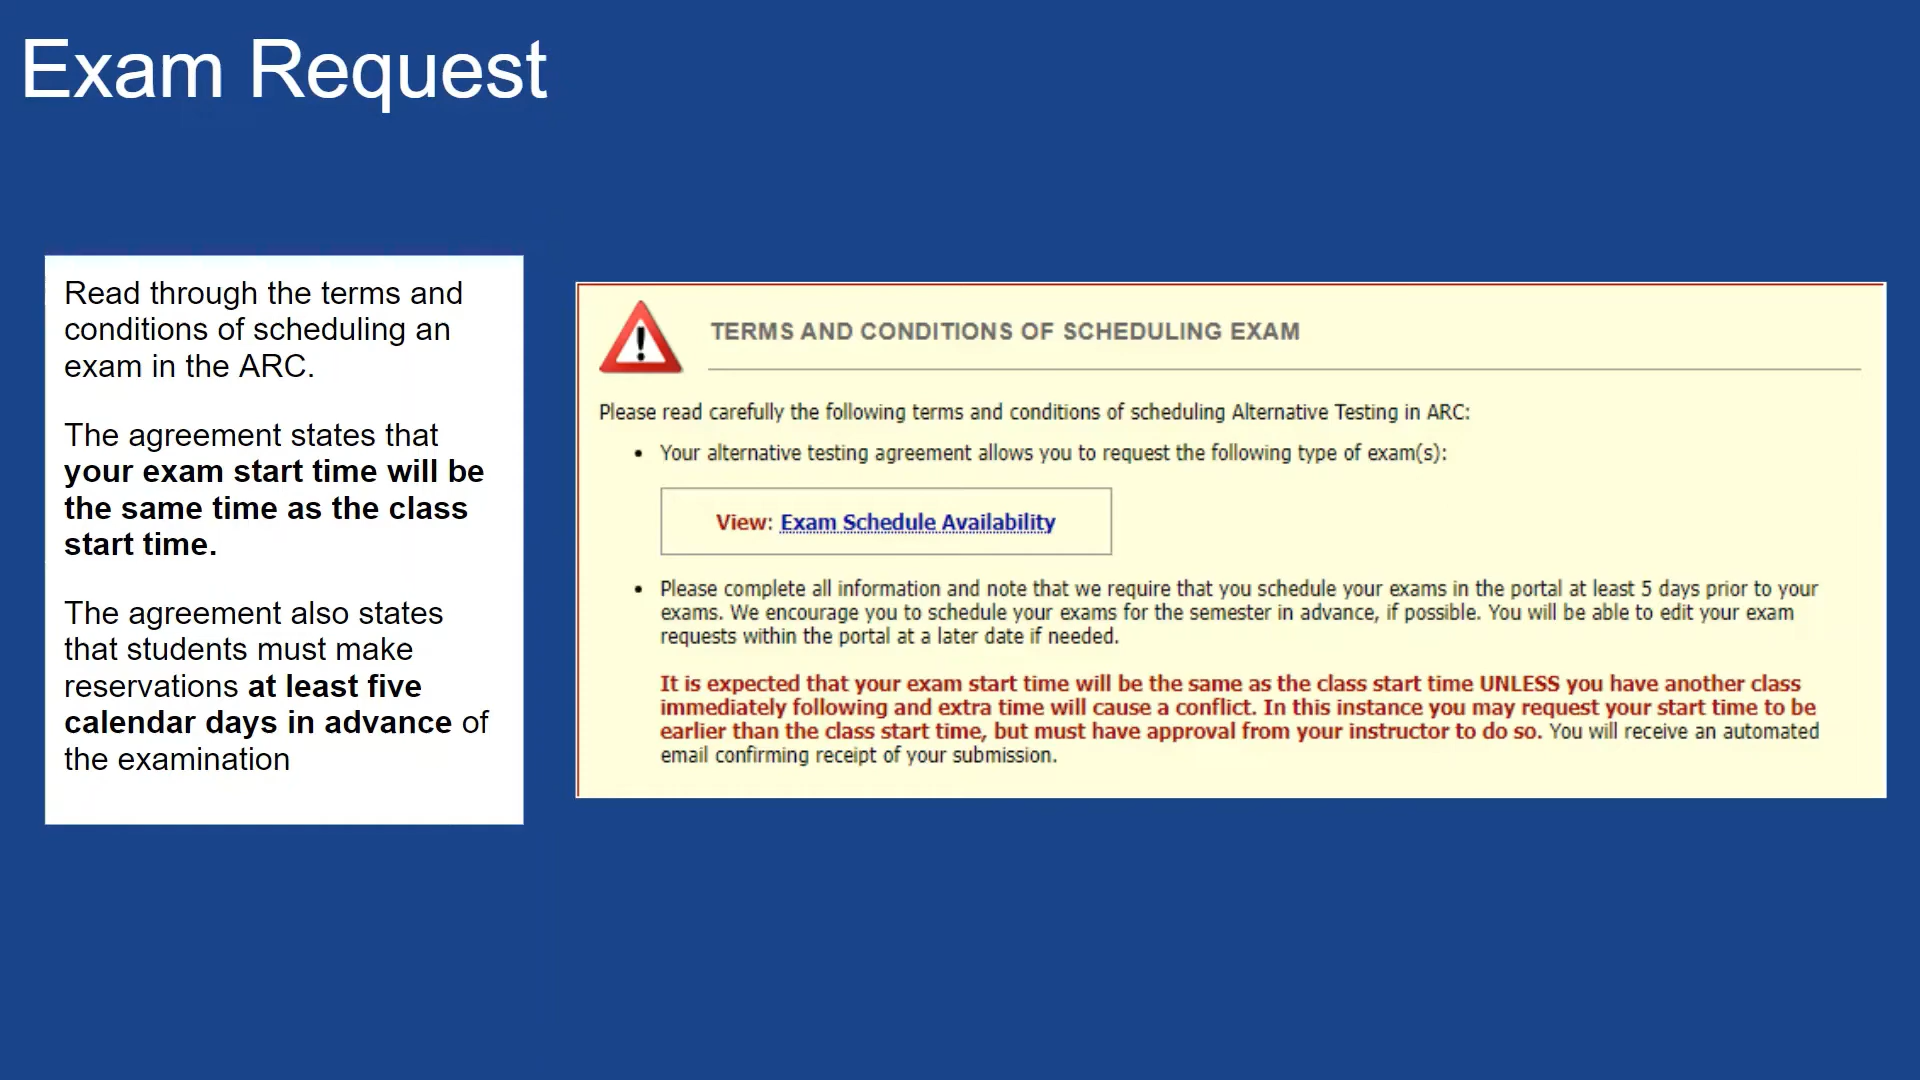 Exam Request
Read through the terms and
conditions of scheduling an
exam in the ARC.
The agreement states that
your exam start time will be
the same time as the class
start time.
The agreement also states
that students must make
reservations at least five
calendar days in advance of
the examination
TERMS AND CONDITIONS OF SCHEDULING EXAM
Please read carefully the following terms and conditions of scheduling Alternative Testing in ARC:
• Your alternative testing agreement allows you to request the following type of exam(s):
View: Exam Schedule Availability
• Please complete all information and note that we require that you schedule your exams in the portal at least 5 days prior to your
exams. We encourage you to schedule your exams for the semester in advance, if possible. You will be able to edit your exam
requests within the portal at a later date if needed.
It is expected that your exam start time will be the same as the class start time UNLESS you have another class
immediately following and extra time will cause a conflict. In this instance you may request your start time to be
earlier than the class start time, but must have approval from your instructor to do so. You will receive an automated
email confirming receipt of your submission.